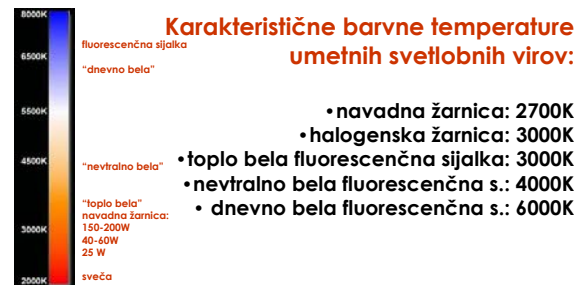 Karakteristične barvne temperature
umetnih svetlobnih virov:
8000K
fluorescenčna sijalka
6500K
“dnevno bela”
5500K
4500K
“nevtralno bela”
“toplo bela”
navadna žarnica:
150-200W
3000K
40-60W
25 W
sveča
2000K
•navadna žarnica: 2700K
•halogenska žarnica: 3000K
•toplo bela fluorescenčna sijalka: 3000K
•nevtralno bela fluorescenčna s.: 4000K
• dnevno bela fluorescenčna s.: 6000K